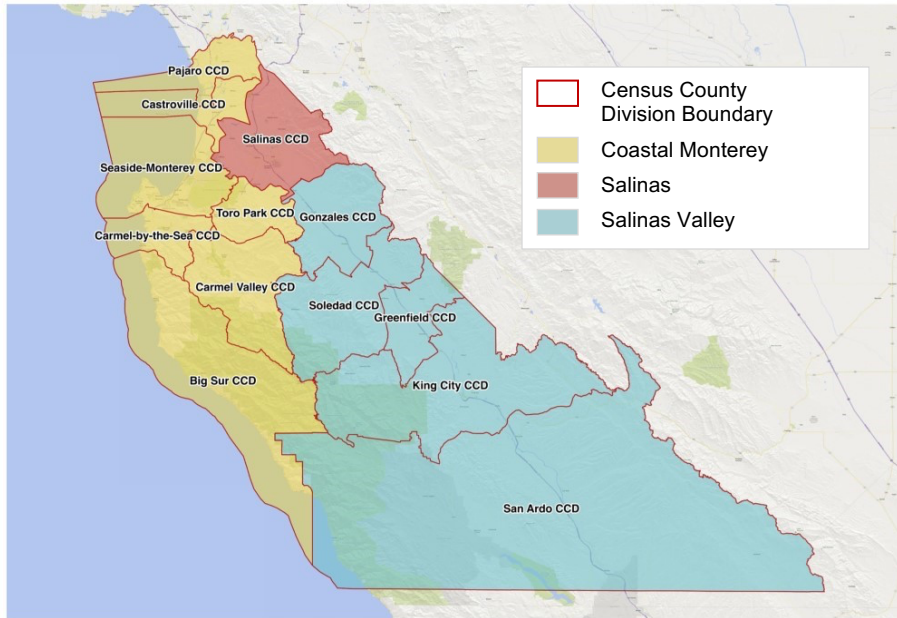 Pajaro CCD
Castroville CCD
Salinas CCD
Seaside-Monterey CCD
Toro Park CCD
Gonzales CCD
Carmel-by-the-Sea CCD
Carmel Valley CCD
Soledad CCD
Greenfield CCD
Big Sur CCD
King City CCD
San Ardo CCD
Census County
Division Boundary
Coastal Monterey
Salinas
Salinas Valley